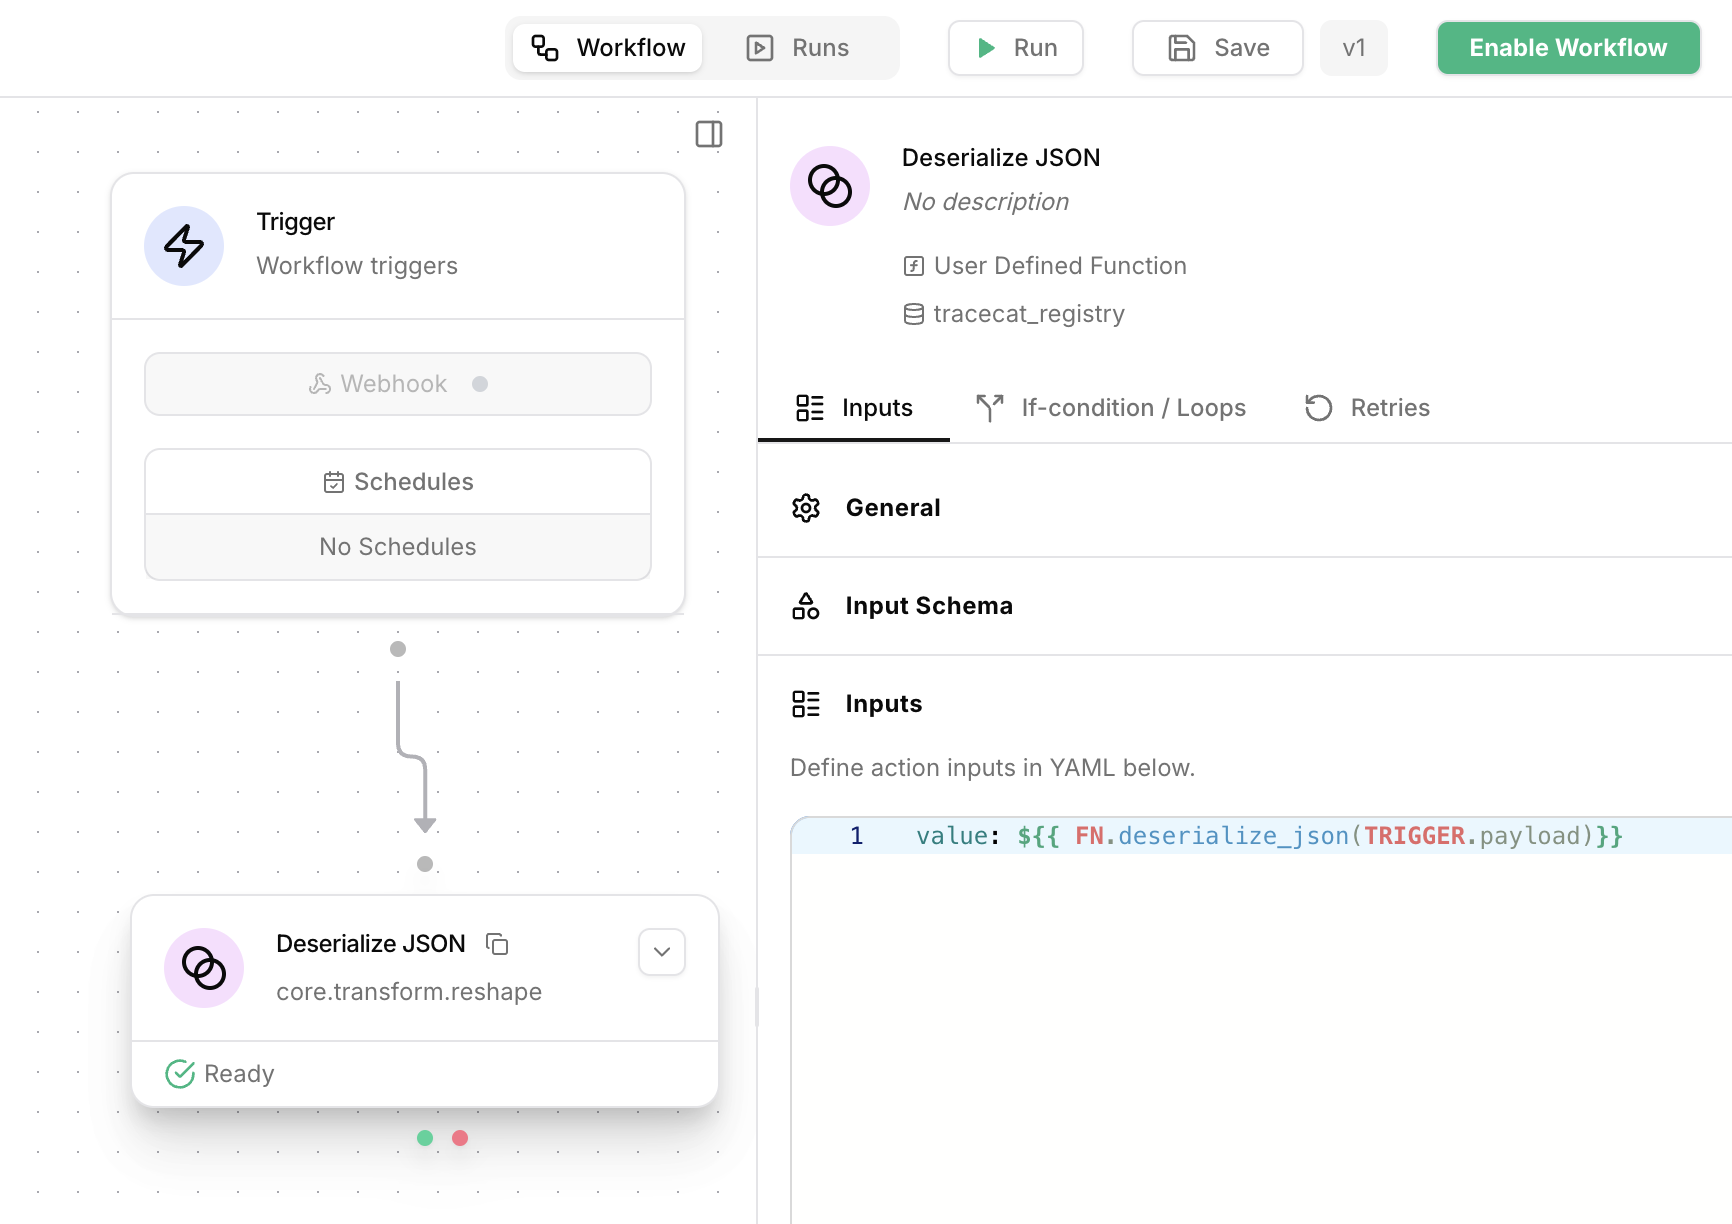 Workflow
Runs
Run
Save
v1
Enable Workflow
Trigger
Workflow triggers
Webhook
Schedules
No Schedules
Deserialize JSON
core.transform.reshape
Ready
Deserialize JSON
No description
User Defined Function
tracecat_registry
Inputs
If-condition / Loops
Retries
General
Input Schema
Inputs
Define action inputs in YAML below.
1 value: ${{ FN.deserialize_json(TRIGGER.payload)}}